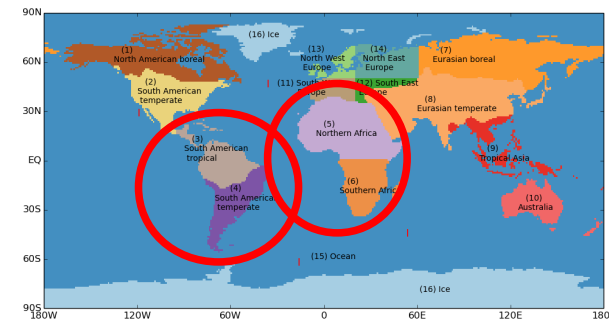 90N
60N
30N
EQ
30S
60S
90S
180W
120W
60W
0
60E
120E
180
(1)
North American boreal
(2)
South American
temperate
(3)
South American
tropical
(4)
South America
temperate
(5)
Northern Africa
(6)
Southern Afric
(7)
Eurasian boreal
(8)
Eurasian temperate
(9)
Tropical Asia
(10)
Australia
(11) South
Europe
(12) South East
Europe
(13)
North West
Europe
(14)
North East
Europe
(15) Ocean
(16) Ice
(16) Ice